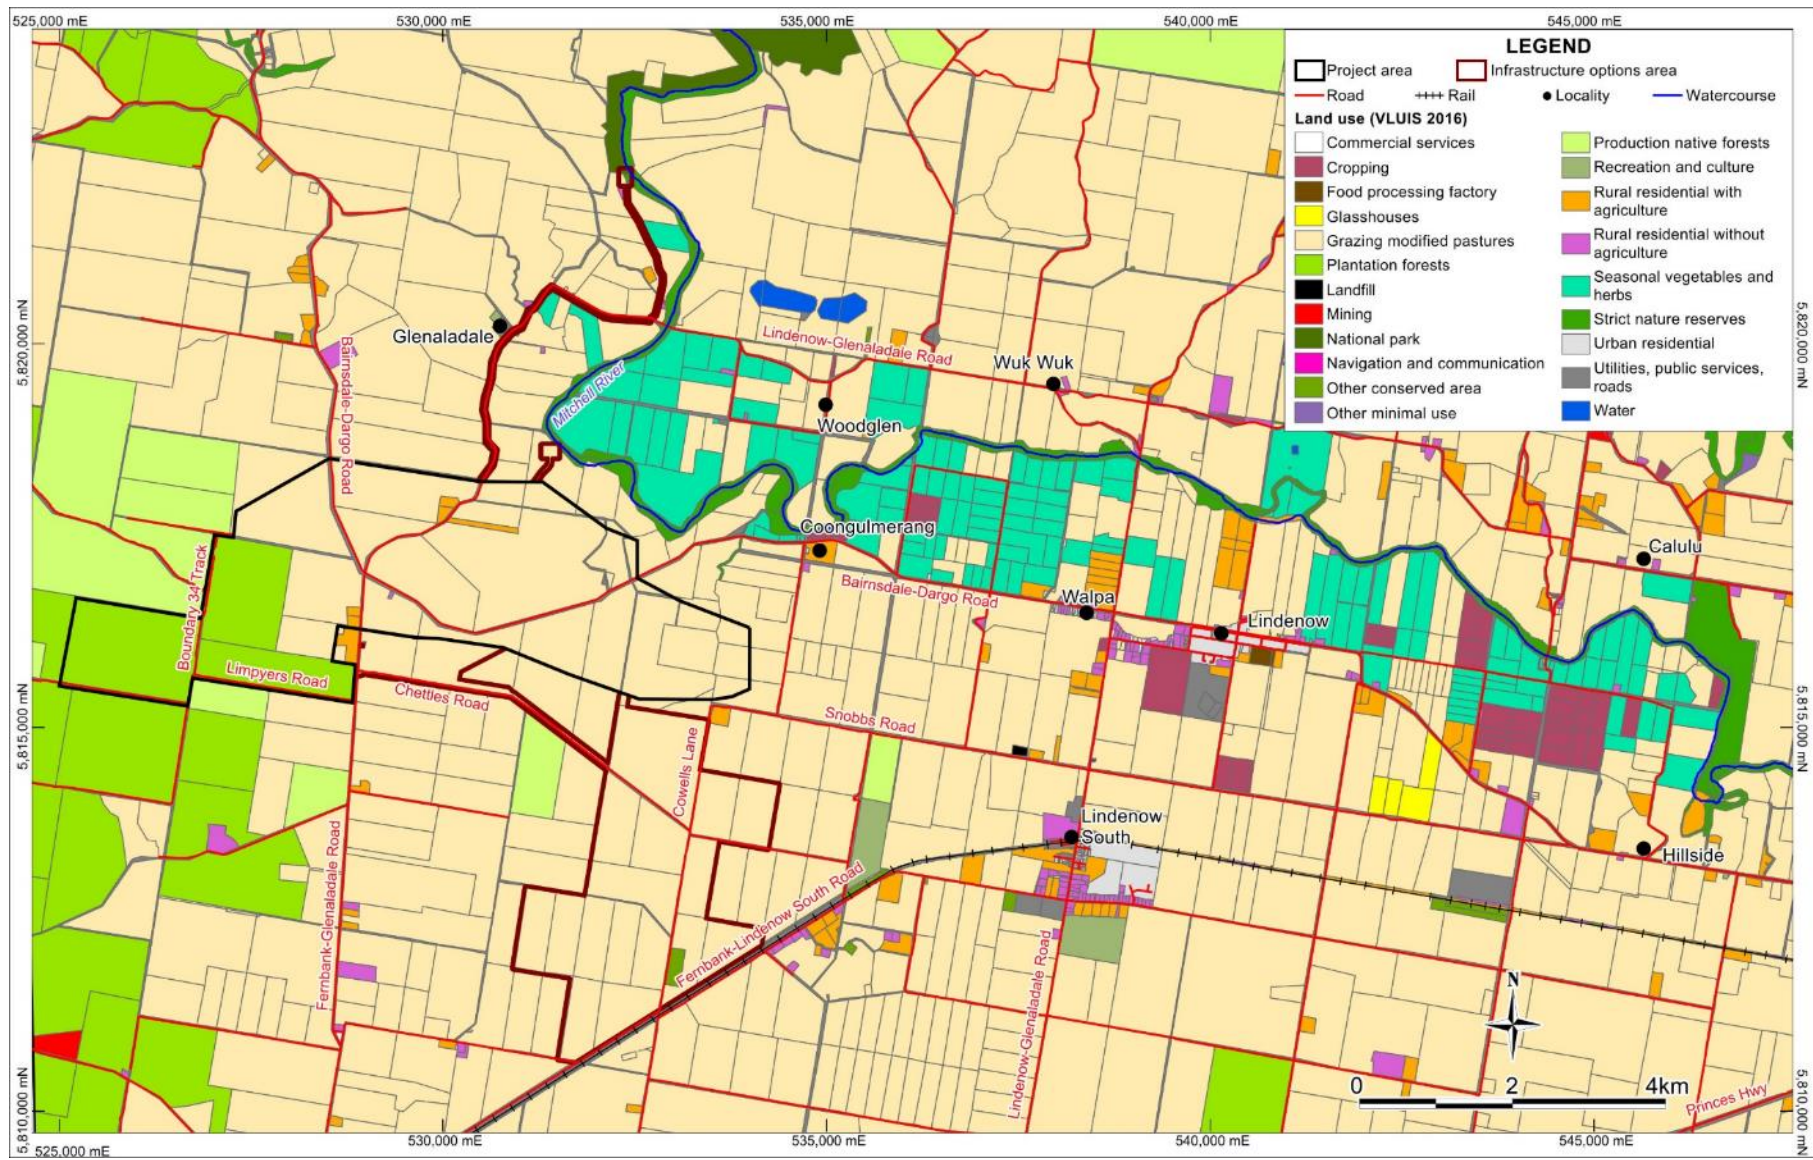 525,000 mE
530,000 mE
535,000 mE
540,000 mE
545,000 mE
LEGEND
Project area
Infrastructure options area
Road
Rail
Locality
Watercourse
Land use (VLUIS 2016)
Commercial services
Cropping
Food processing factory
Glasshouses
Grazing modified pastures
Plantation forests
Landfill
Mining
National park
Navigation and communication
Other conserved area
Other minimal use
Production native forests
Recreation and culture
Rural residential with
agriculture
Rural residential without
agriculture
Seasonal vegetables and
herbs
Strict nature reserves
Urban residential
Utilities, public services,
roads
Water
5,820,000 mN
5,820,000 mN
Glenaladale
Bairnsdale-Dargo Road
Mitchell River
Lindenow-Glenaladale Road
Wuk Wuk
Woodglen
Coongulmerang
Calulu
Boundary 34 Track
Bairnsdale-Dargo Road
Walpa
Lindenow
Limpyers Road
Chettles Road
Snobbs Road
Cowells Lane
5,815,000 mN
5,815,000 mN
Lindenow
South
Hillside
Fernbank-Glenaladale Road
Fernbank-Lindenow South Road
Lindenow-Glenaladale Road
N
0
2
4km
Princes Hwy
5,810,000 mN
5,810,000 mN
525,000 mE
530,000 mE
535,000 mE
540,000 mE
545,000 mE